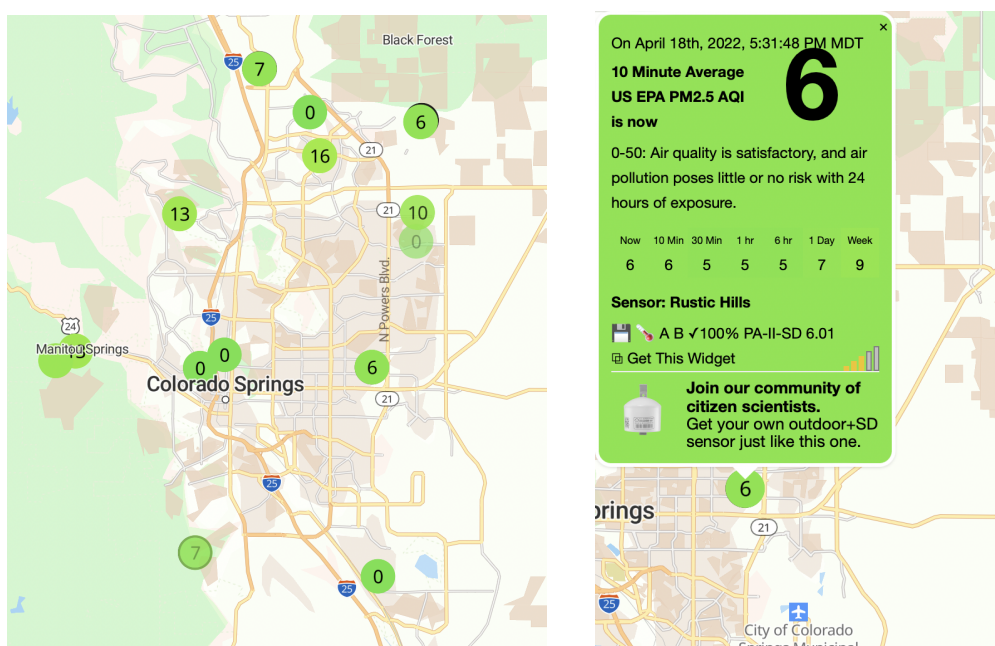 Black Forest
25
7
0
6
16
21
13
21
10
0
N Powers Blvd.
25
24
Manitou Springs
13
0
0
6
Colorado Springs
21
25
7
0
25
×
On April 18th, 2022, 5:31:48 PM MDT
10 Minute Average
US EPA PM2.5 AQI
is now
6
0-50: Air quality is satisfactory, and air
pollution poses little or no risk with 24
hours of exposure.
Now 10 Min 30 Min 1 hr 6 hr 1 Day Week
6 6 5 5 5 7 9
Sensor: Rustic Hills
A B ✓100% PA-II-SD 6.01
Get This Widget
Join our community of
citizen scientists.
Get your own outdoor+SD
sensor just like this one.
6
prings
21
25
City of Colorado
Springs Municipal